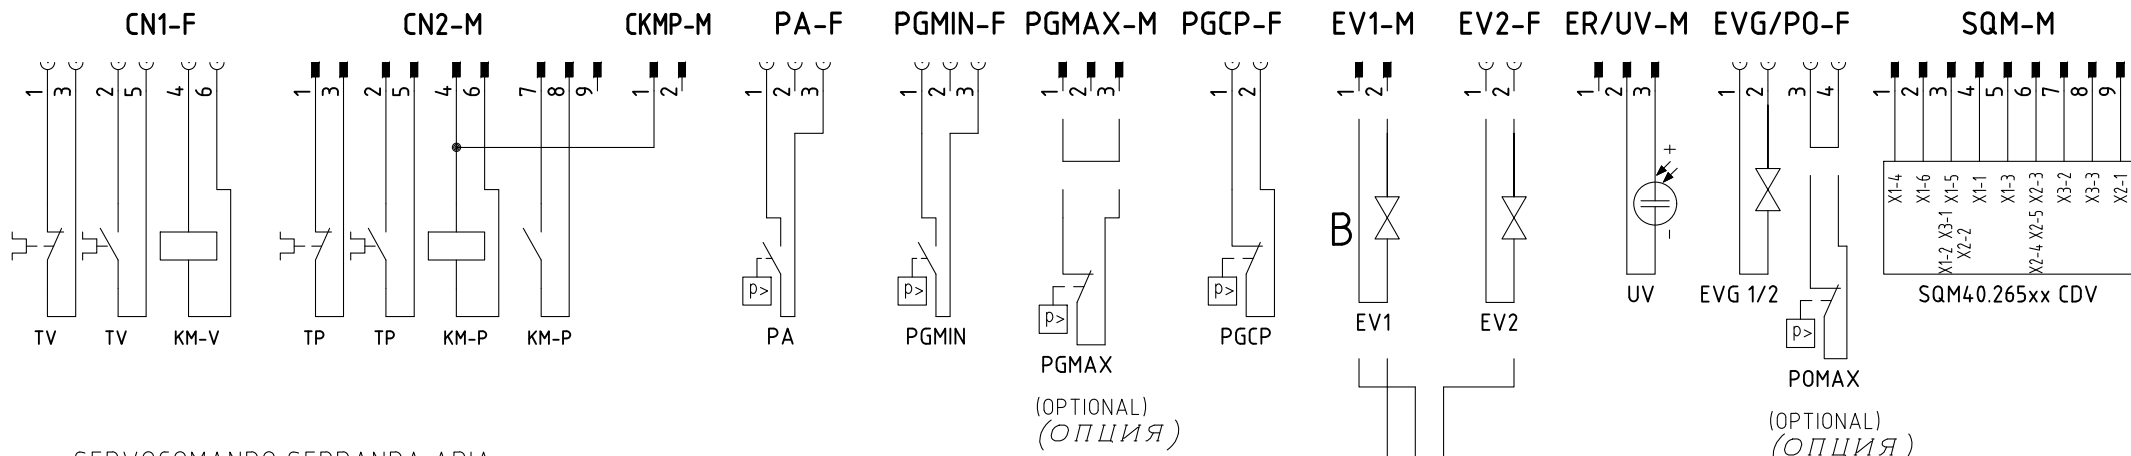 CN1-F CN2-M CKMP-M PA-F PGMIN-F PGMAX-M PGCP-F EV1-M EV2-F ER/UV-M EVG/PO-F SQM-M
1 3 2 5 4 6 1 3 2 5 4 6 7 8 9 1 2 1 2 3 1 2 3 1 2 3 1 2 1 2 1 2 1 2 3 1 2 3 4 1 2 3 4 5 6 7 8 9
+
X1-4 X1-6 X1-5 X1-1 X1-3 X2-3 X3-2 X3-3 X2-1
X1-2 X3-1 X2-2 X2-4 X2-5
B
-
p> p> p> p> p>
UV EVG 1/2 SQM40.265xx CDV
EV1 EV2
TV TV KM-V TP TP KM-P KM-P PA PGMIN PGCP
PGMAX
POMAX
(OPTIONAL)
(ОПЦИЯ)
(OPTIONAL)
(ОПЦИЯ)
SERVOCOMANDO SERRANDA ARIA